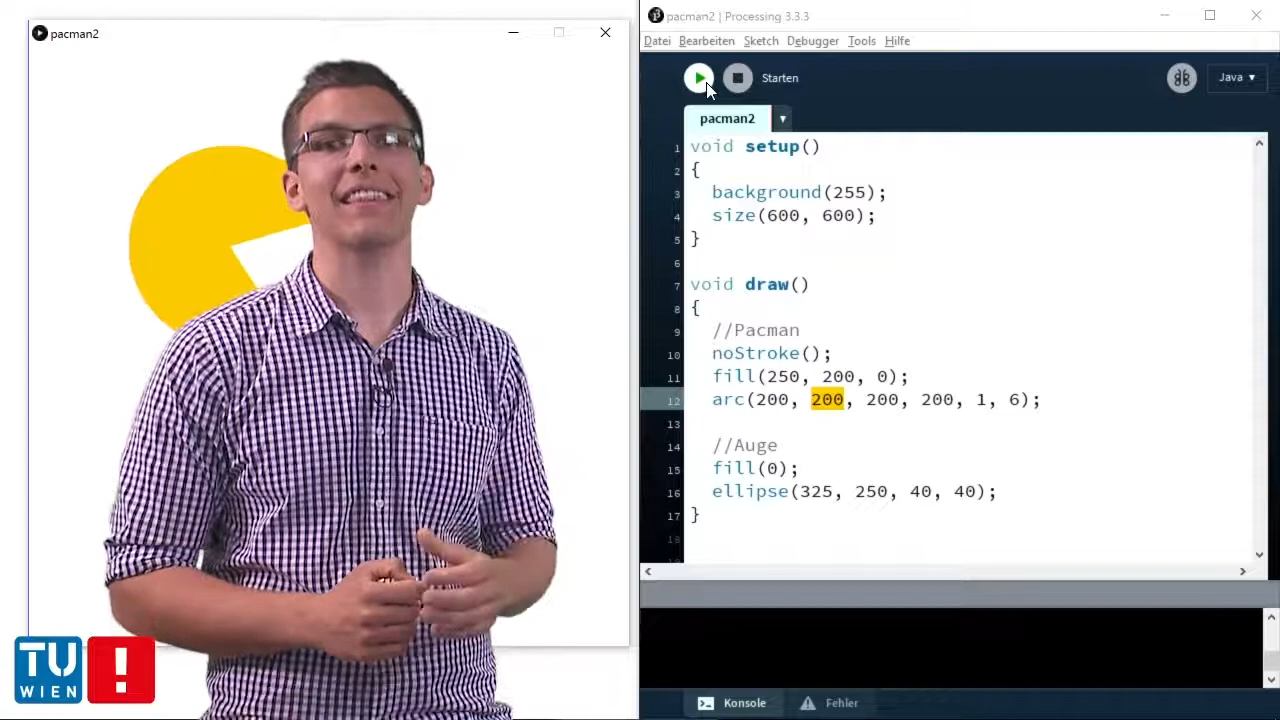 pacman2
pacman2 | Processing 3.3.3
Datei Bearbeiten Sketch Debugger Tools Hilfe
Starten
Java ▾
pacman2
1 void setup()
2 {
3 background(255);
4 size(600, 600);
5 }
6
7 void draw()
8 {
9 //Pacman
10 noStroke();
11 fill(250, 200, 0);
12 arc(200, 200, 200, 200, 1, 6);
13
14 //Auge
15 fill(0);
16 ellipse(325, 250, 40, 40);
17 }
18
TU
WIEN
!
Konsole
Fehler